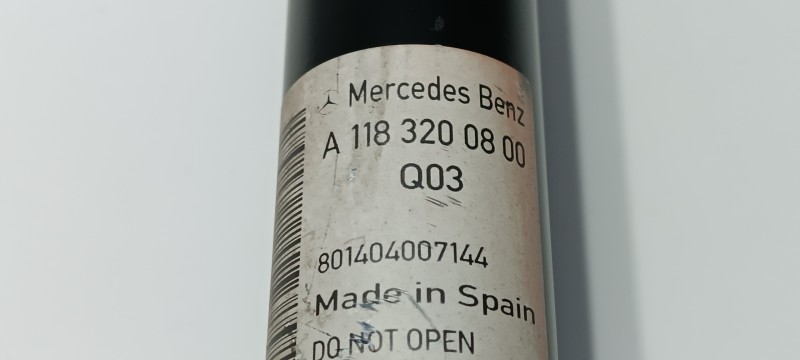 Mercedes Benz
A 118 320 08 00
Q03
801404007144
Made in Spain
DO NOT OPEN